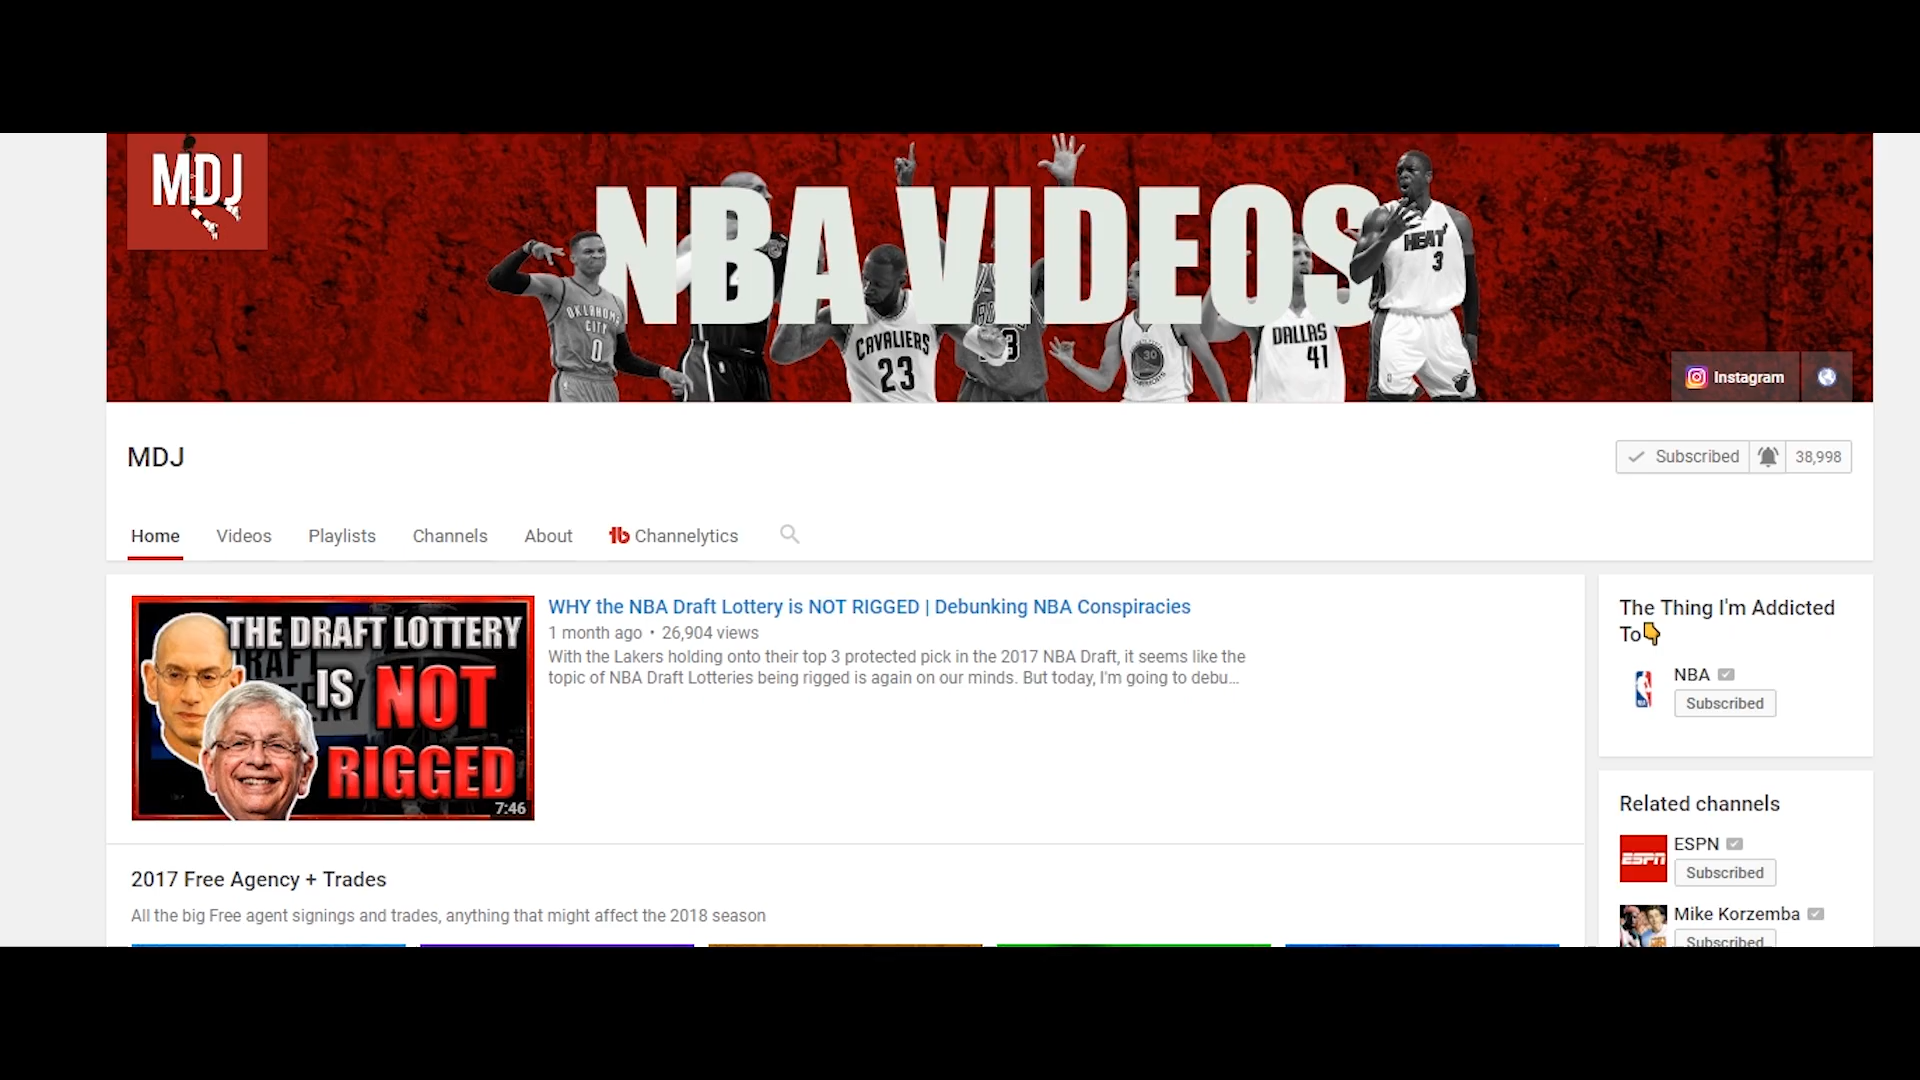 MDJ
NBA VIDEOS
OKLAHOMA
CITY
0
CAVALIERS
23
30
DALLAS
41
HEAT
3
Instagram
MDJ
Subscribed
38,998
Home
Videos
Playlists
Channels
About
Channelytics
THE DRAFT LOTTERY
IS NOT
RIGGED
7:46
WHY the NBA Draft Lottery is NOT RIGGED | Debunking NBA Conspiracies
1 month ago • 26,904 views
With the Lakers holding onto their top 3 protected pick in the 2017 NBA Draft, it seems like the
topic of NBA Draft Lotteries being rigged is again on our minds. But today, I'm going to debu...
2017 Free Agency + Trades
All the big Free agent signings and trades, anything that might affect the 2018 season
The Thing I'm Addicted
To👇
NBA
Subscribed
Related channels
ESPN
ESPN
Subscribed
Mike Korzemba
Subscribed